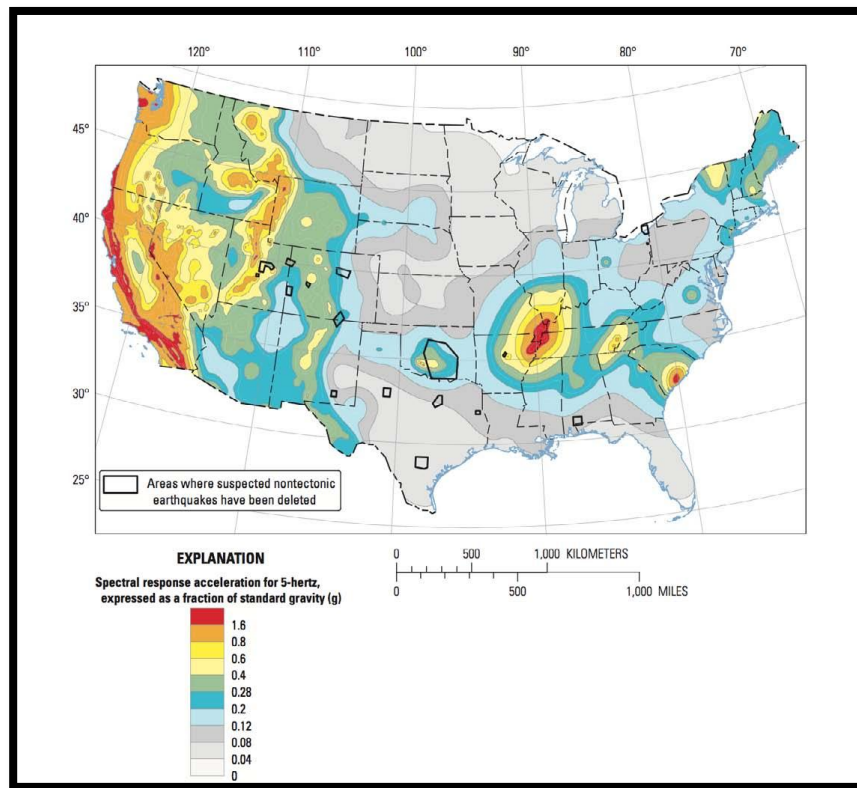 120° 110° 100° 90° 80° 70°
45°
40°
35°
30°
25°
Areas where suspected nontectonic
earthquakes have been deleted
EXPLANATION
Spectral response acceleration for 5-hertz,
expressed as a fraction of standard gravity (g)
1.6
0.8
0.6
0.4
0.28
0.2
0.12
0.08
0.04
0
0 500 1,000 KILOMETERS
0 500 1,000 MILES